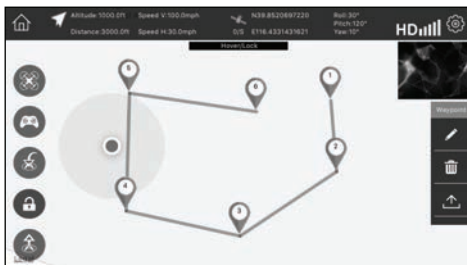 Altitude:1000.0ft Speed V:100.0mph N39.8520697220 Roll:30°
Pitch:120°
Distance:3000.0ft Speed H:30.0mph 0/S E116.4331431621 Yaw:10°
HD
Hover/Lock
5
6
1
Waypoint
2
4
3